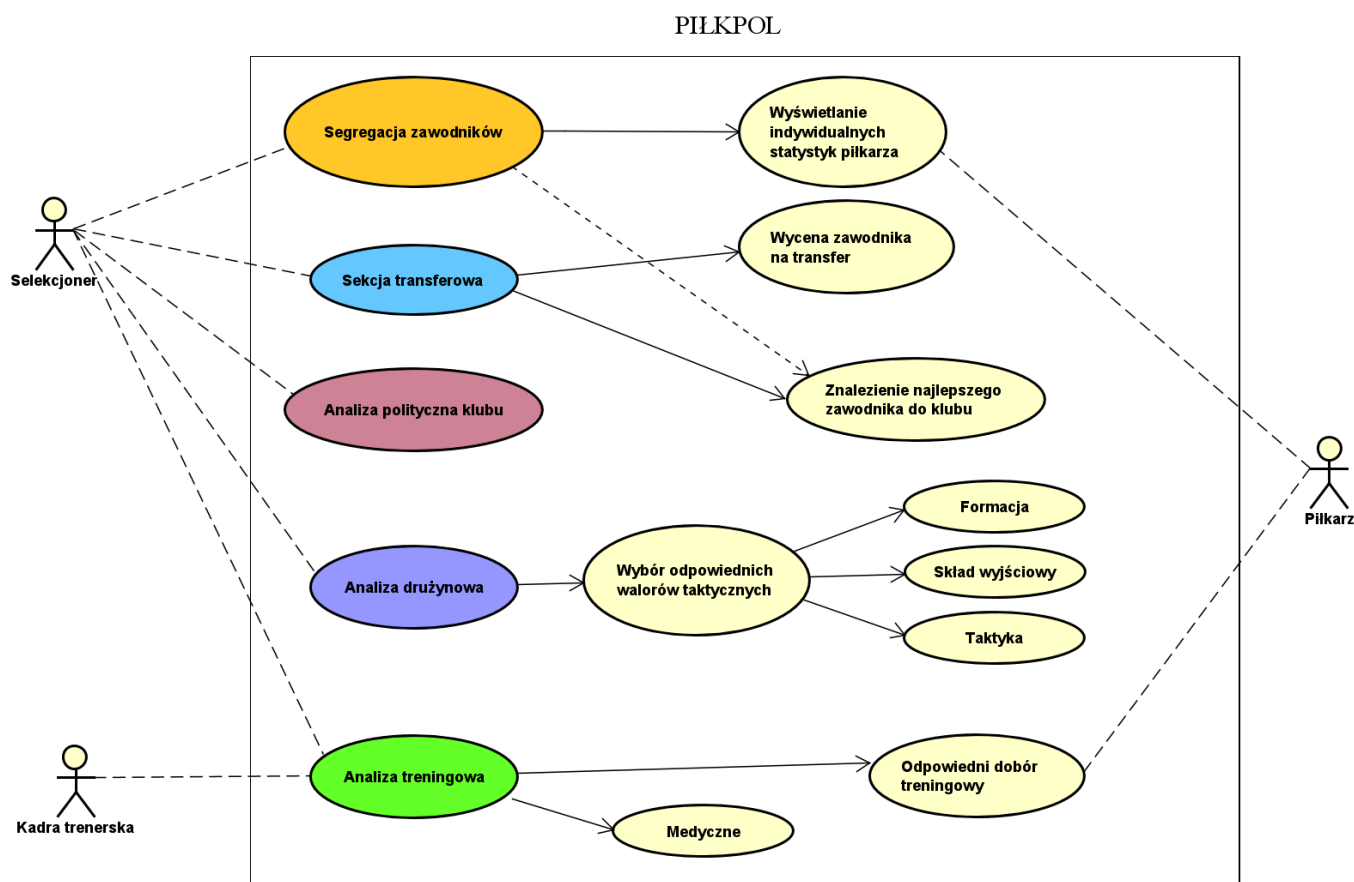 PIŁKPOL
Segregacja zawodników
Wyświetlanie
indywidualnych
statystyk piłkarza
Selekcjoner
Sekcja transferowa
Wycena zawodnika
na transfer
Analiza polityczna klubu
Znalezienie najlepszego
zawodnika do klubu
Piłkarz
Analiza drużynowa
Wybór odpowiednich
walorów taktycznych
Formacja
Skład wyjściowy
Taktyka
Kadra trenerska
Analiza treningowa
Odpowiedni dobór
treningowy
Medyczne